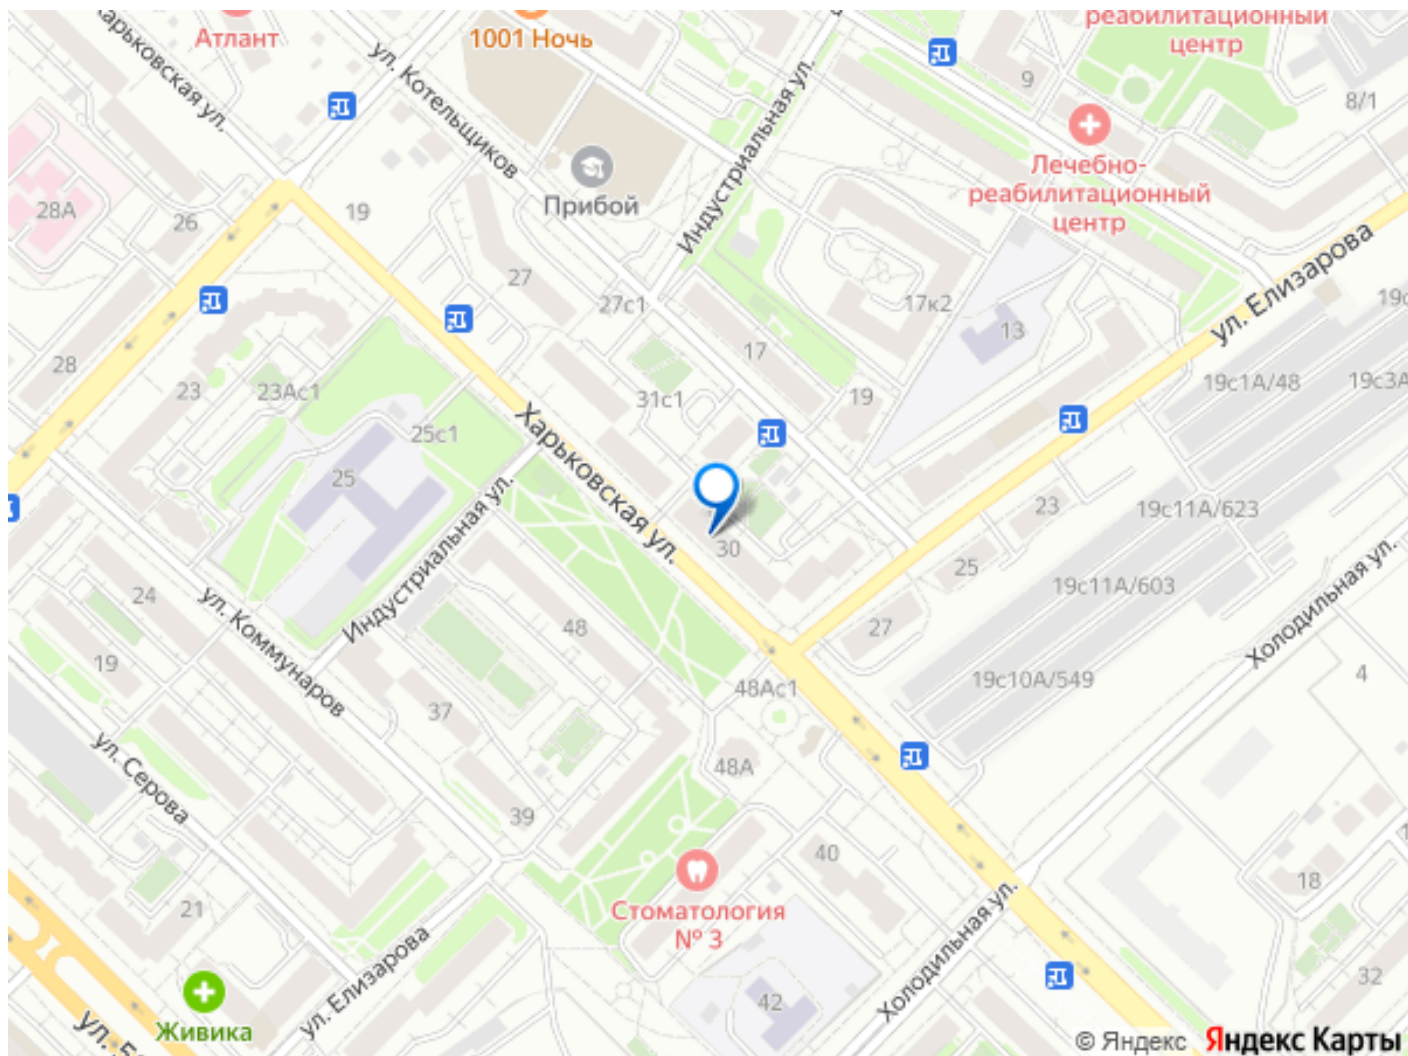 реабилитационный
центр
Атлант
1001 Ночь
Харьковская ул.
ул. Котельщиков
Индустриальная ул.
9
8/1
Лечебно-
реабилитационный
центр
Прибой
28А
26
19
27
27с1
17к2
13
ул. Елизарова
17
19с1А/48
28
23
23Ас1
31с1
19
25с1
Харьковская ул.
25
Индустриальная ул.
30
23
19с11А/623
25
19с11А/603
Холодильная ул.
24
ул. Коммунаров
48
27
19
48Ас1
19с10А/549
4
37
ул. Серова
48А
39
40
18
21
Стоматология
№ 3
ул. Елизарова
Холодильная ул.
42
32
Живика
© Яндекс Яндекс Карты